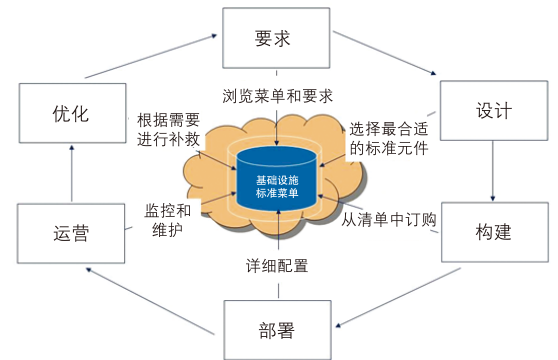 要求
浏览菜单和要求
优化
根据需要
进行补救
选择最合适
的标准元件
设计
基础设施
标准菜单
运营
监控和
维护
从清单中订购
构建
详细配置
部署